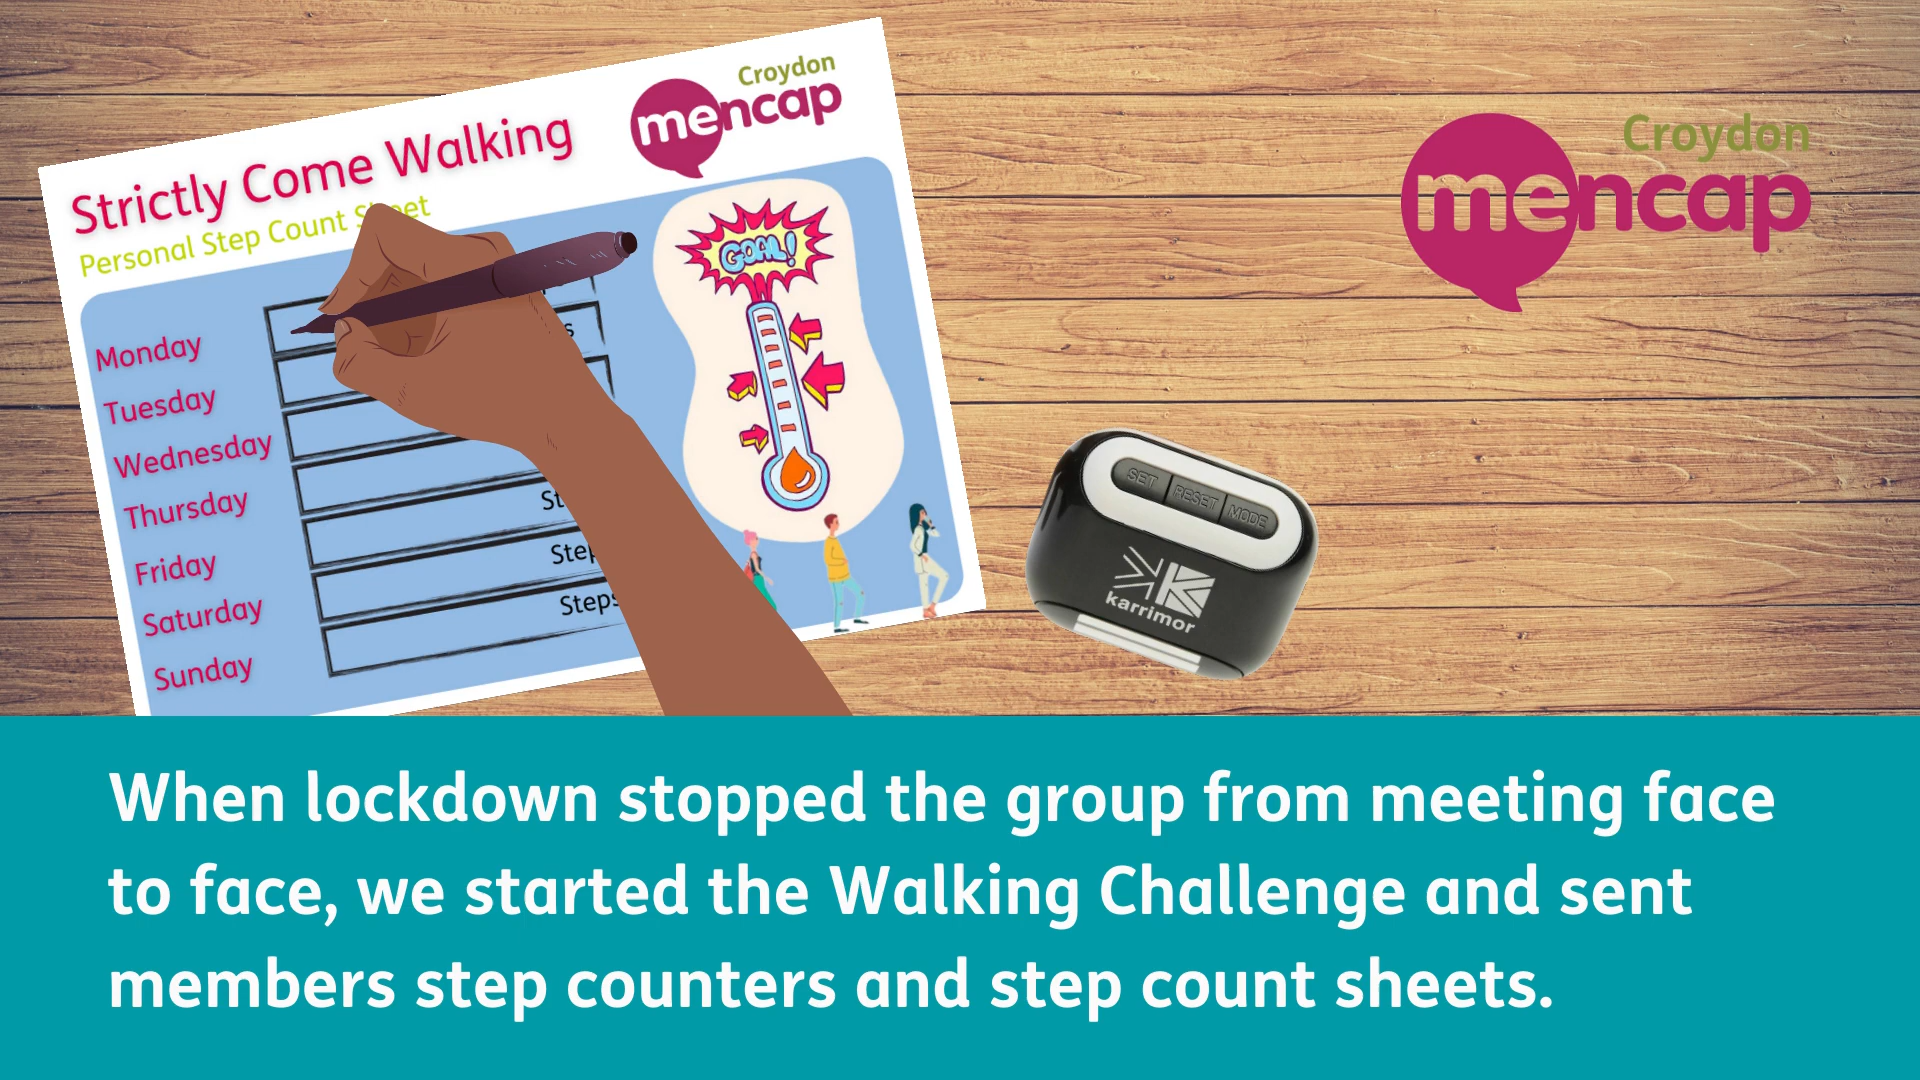 Strictly Come Walking
Personal Step Count
Croydon
mencap
GOAL!
Monday
Tuesday
Wednesday
Thursday
Friday
Saturday
Sunday
Steps
Croydon
mencap
SET RESET MODE
karrimor
When lockdown stopped the group from meeting face
to face, we started the Walking Challenge and sent
members step counters and step count sheets.